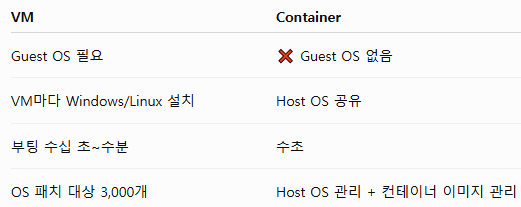 VM Container
Guest OS 필요 ❌ Guest OS 없음
VM마다 Windows/Linux 설치 Host OS 공유
부팅 수십 초~수분 수초
OS 패치 대상 3,000개 Host OS 관리 + 컨테이너 이미지 관리